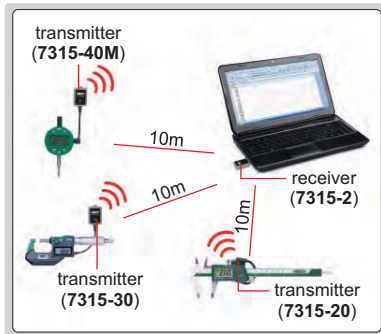 transmitter
(7315-40M)
10m
10m
10m
receiver
(7315-2)
transmitter
(7315-30)
transmitter
(7315-20)